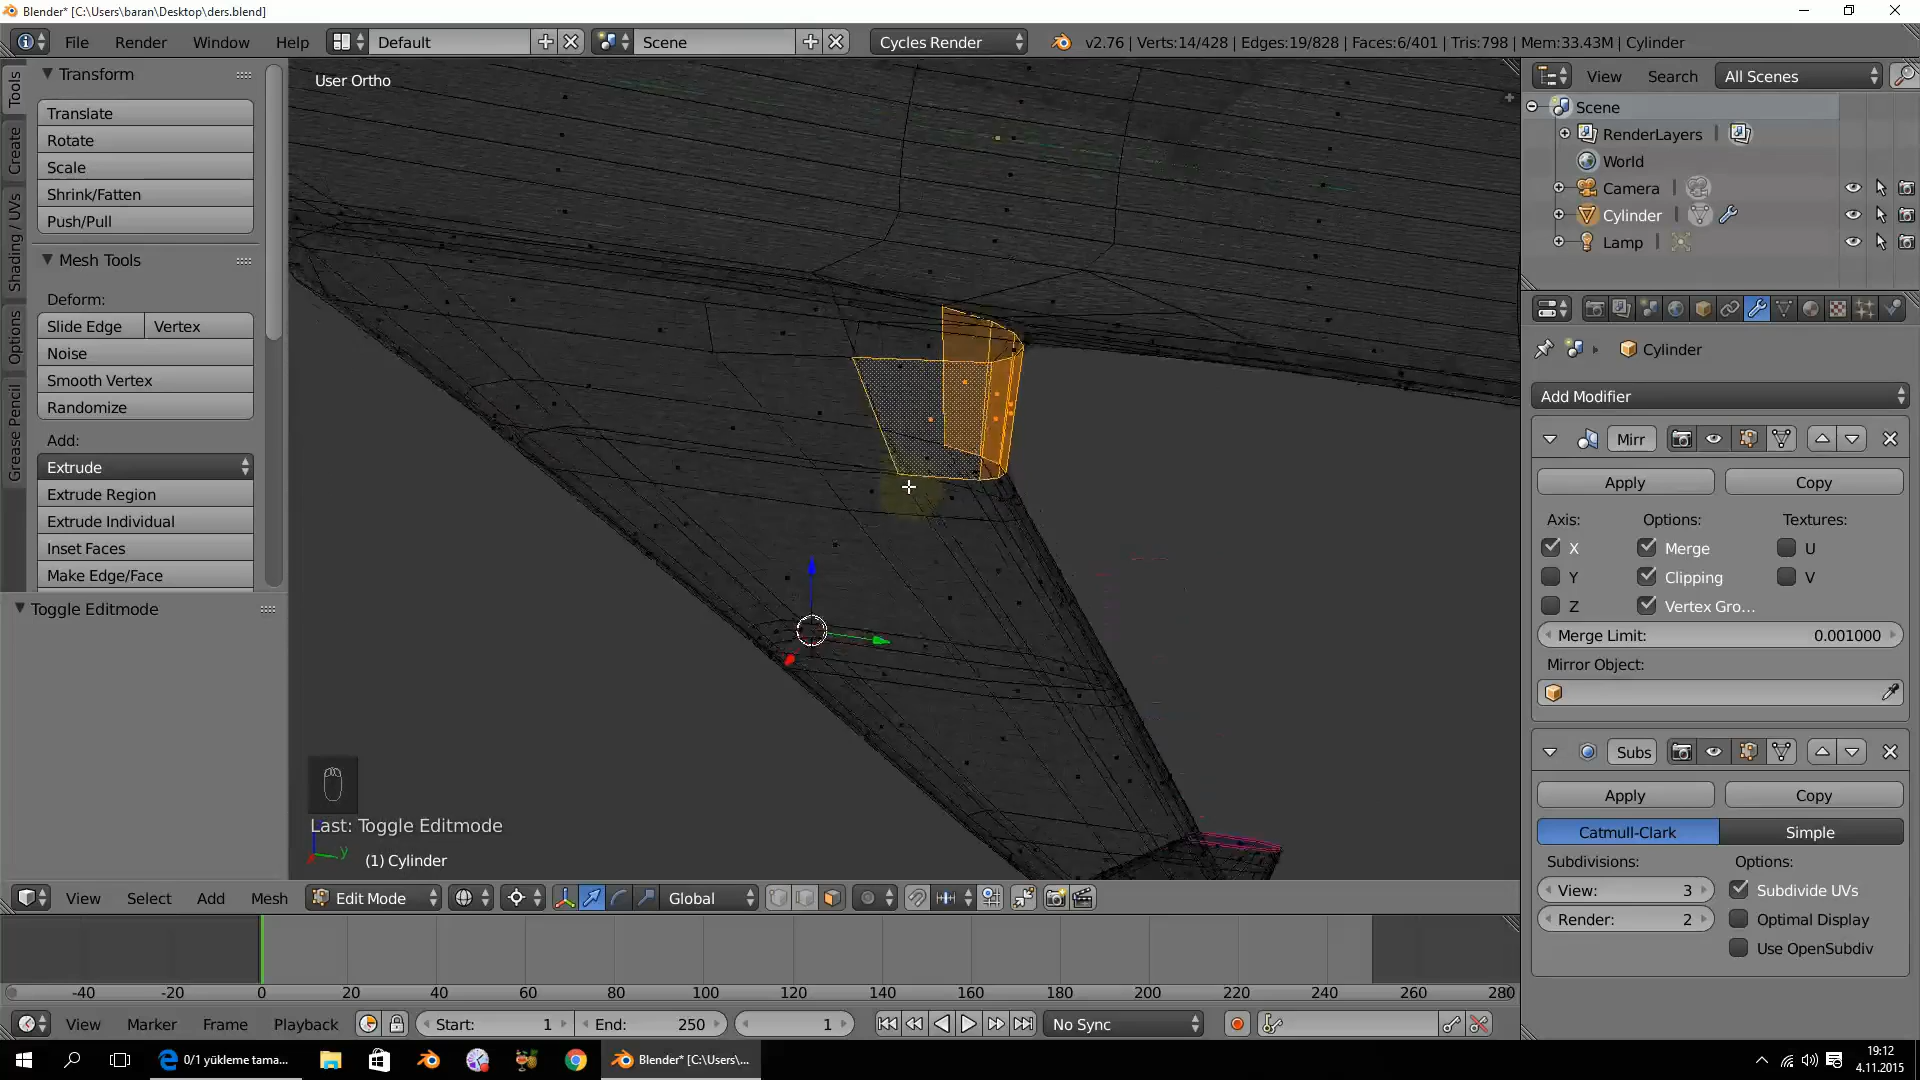 Blender* [C:\Users\baran\Desktop\ders.blend]
File Render Window Help Default Scene Cycles Render v2.76 | Verts:14/428 | Edges:19/828 | Faces:6/401 | Tris:798 | Mem:33.43M | Cylinder
Tools
Create
Shading / UVs
Options
Grease Pencil
Transform
Translate
Rotate
Scale
Shrink/Fatten
Push/Pull
Mesh Tools
Deform:
Slide Edge Vertex
Noise
Smooth Vertex
Randomize
Add:
Extrude
Extrude Region
Extrude Individual
Inset Faces
Make Edge/Face
Toggle Editmode
User Ortho
Last: Toggle Editmode
y
(1) Cylinder
View Search All Scenes
Scene
RenderLayers
World
Camera
Cylinder
Lamp
Cylinder
Add Modifier
Mirr
Apply Copy
Axis: Options: Textures:
X Merge U
Y Clipping V
Z Vertex Gro...
Merge Limit: 0.001000
Mirror Object:
Subs
Apply Copy
Catmull-Clark Simple
Subdivisions: Options:
View: 3 Subdivide UVs
Render: 2 Optimal Display
Use OpenSubdiv
View Select Add Mesh Edit Mode Global
-40 -20 0 20 40 60 80 100 120 140 160 180 200 220 240 260 280
View Marker Frame Playback Start: 1 End: 250 1 No Sync
0/1 yükleme tama...
Blender* [C:\Users\...
19:12
4.11.2015